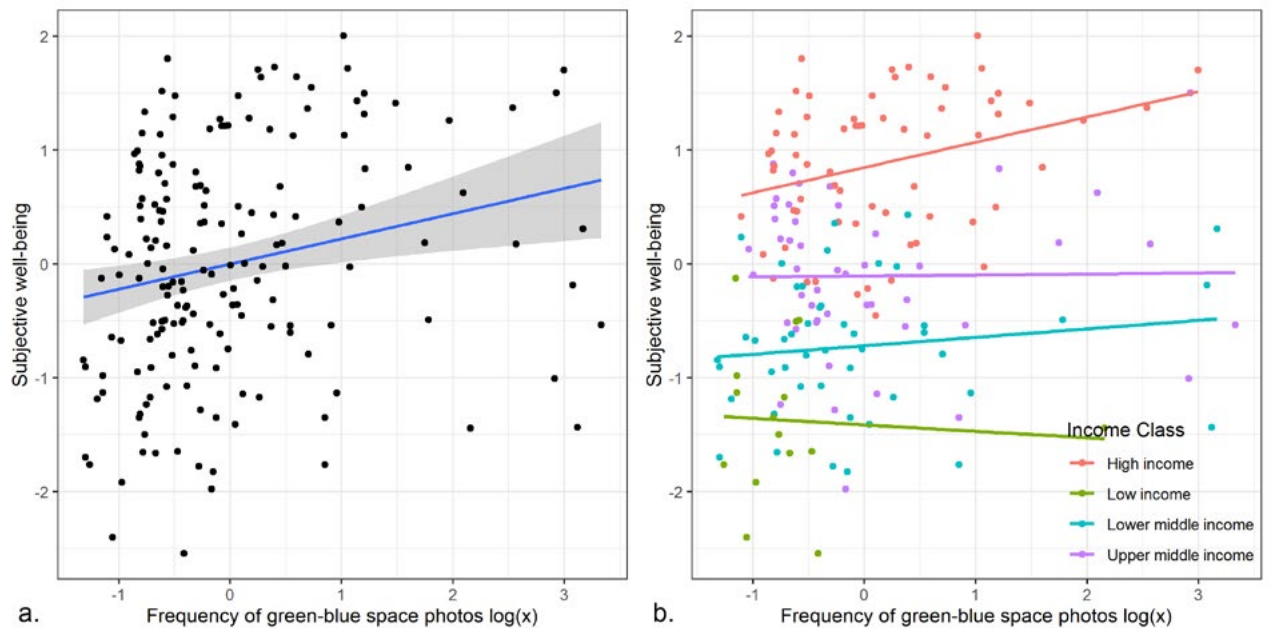 2
1
0
-1
-2
Subjective well-being
-1 0 1 2 3
a. Frequency of green-blue space photos log(x)
2
1
0
-1
-2
Subjective well-being
Income Class
High income
Low income
Lower middle income
Upper middle income
-1 0 1 2 3
b. Frequency of green-blue space photos log(x)